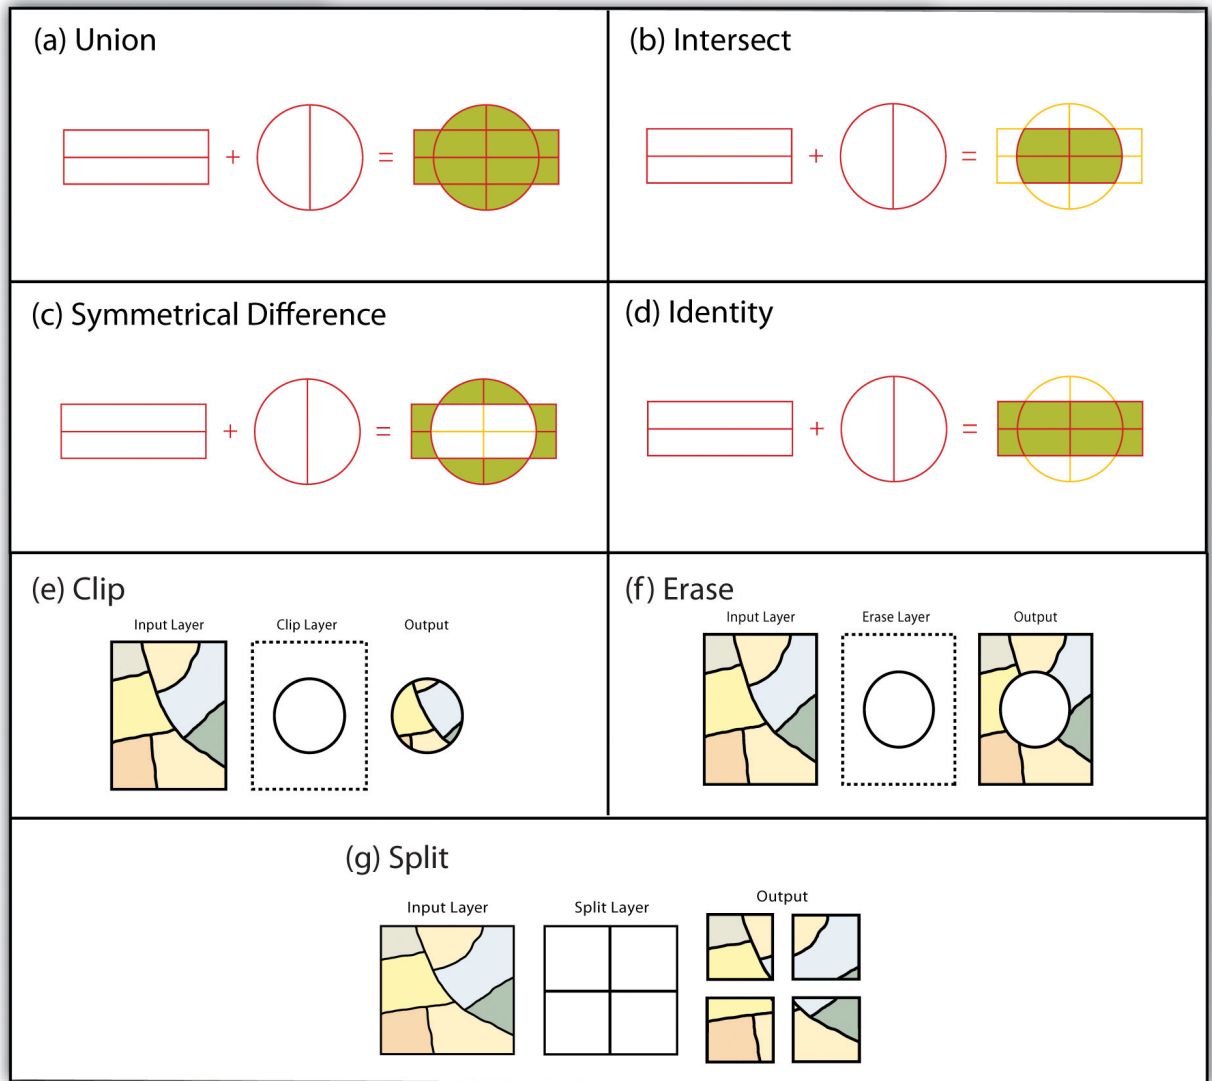 (a) Union
+ =
(b) Intersect
+ =
(c) Symmetrical Difference
+ =
(d) Identity
+ =
(e) Clip
Input Layer Clip Layer Output
(f) Erase
Input Layer Erase Layer Output
(g) Split
Input Layer Split Layer Output